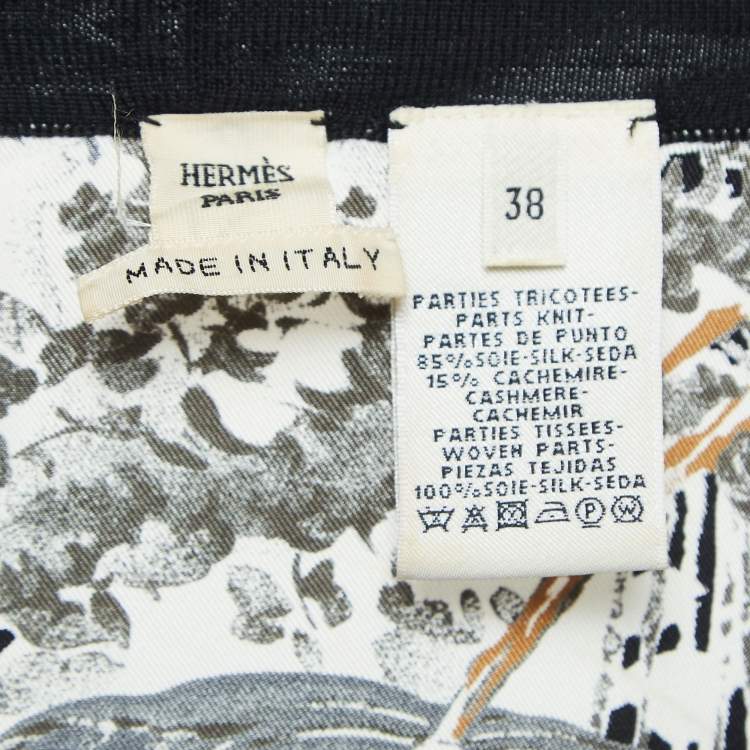 HERMÈS
PARIS
MADE IN ITALY
38
PARTIES TRICOTEES-
PARTS KNIT-
PARTES DE PUNTO
85%SOIE-SILK-SEDA
15% CACHEMIRE-
CASHMERE-
CACHEMIR
PARTIES TISSEES-
WOVEN PARTS-
PIEZAS TEJIDAS
100%SOIE-SILK-SEDA